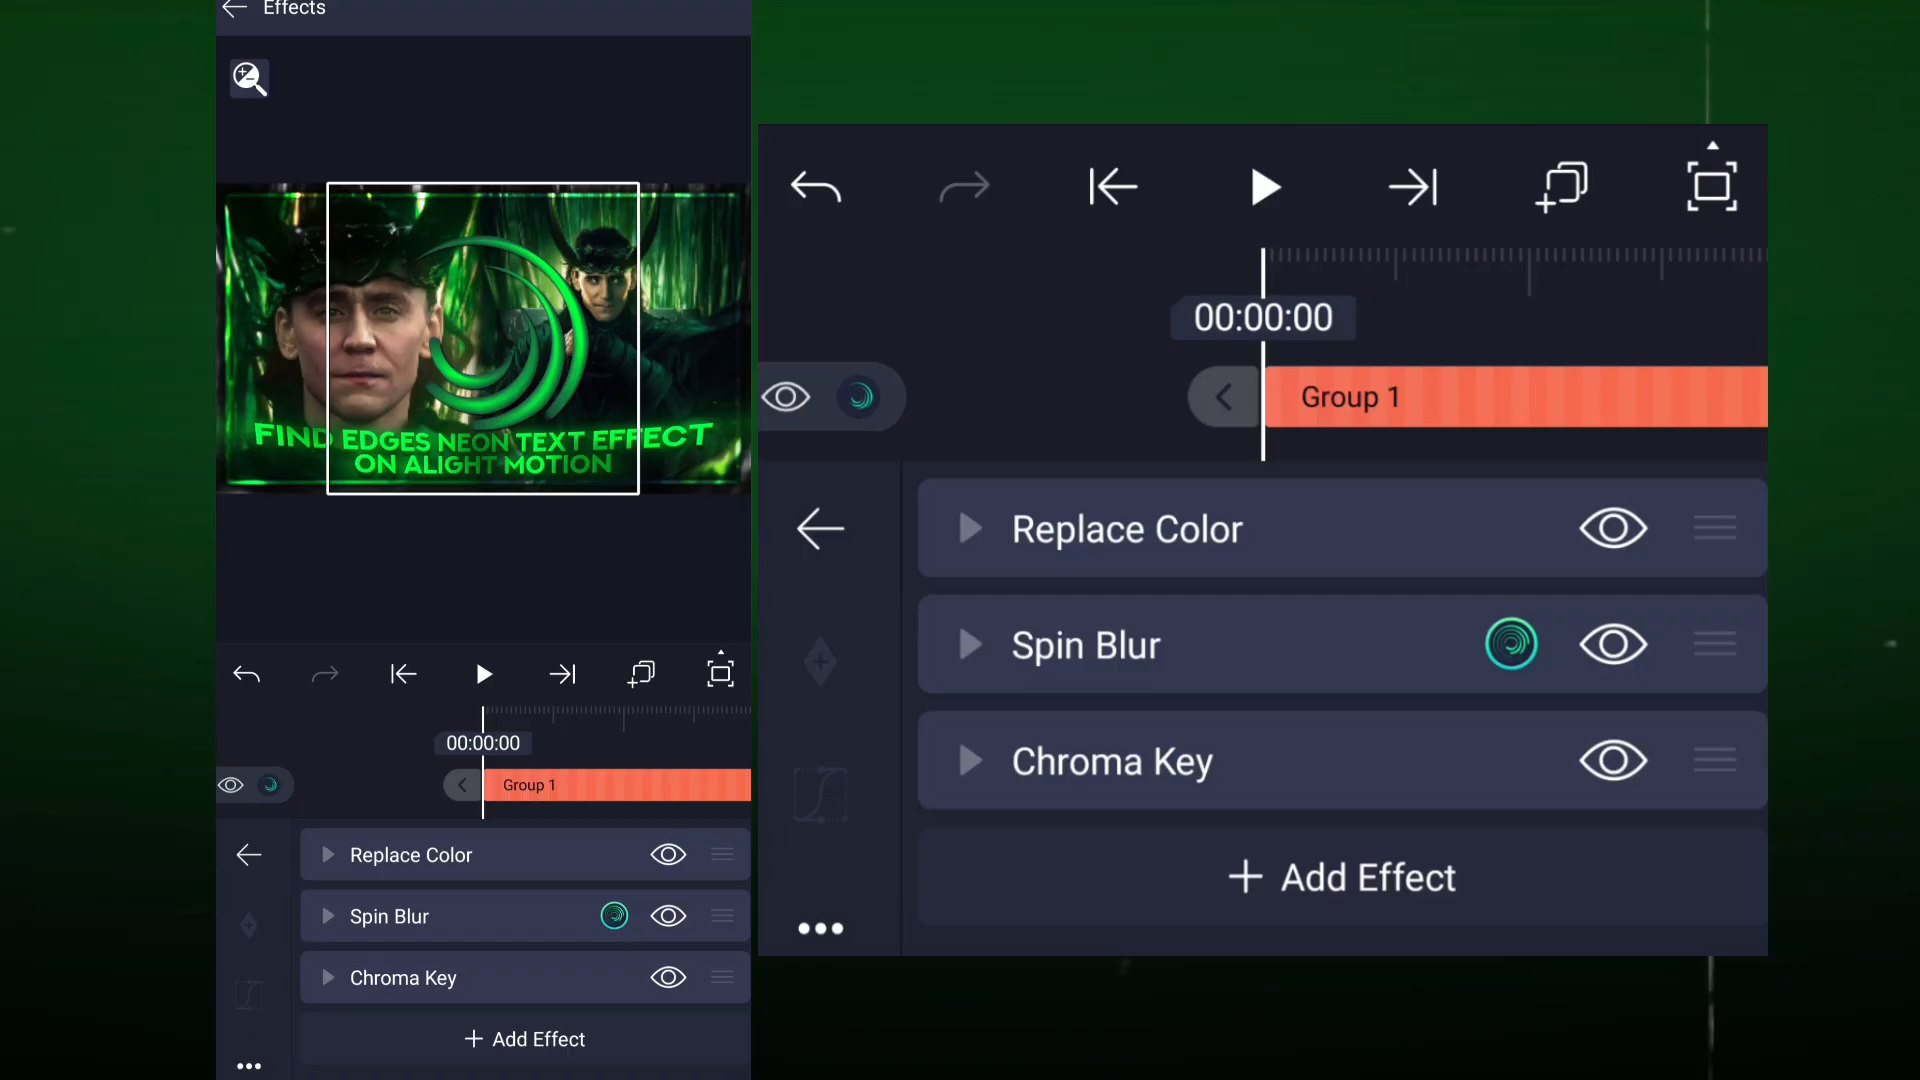 Effects
FIND EDGES NEON TEXT EFFECT
ON ALIGHT MOTION
00:00:00
Group 1
Replace Color
Spin Blur
Chroma Key
+ Add Effect
00:00:00
Group 1
Replace Color
Spin Blur
Chroma Key
+ Add Effect